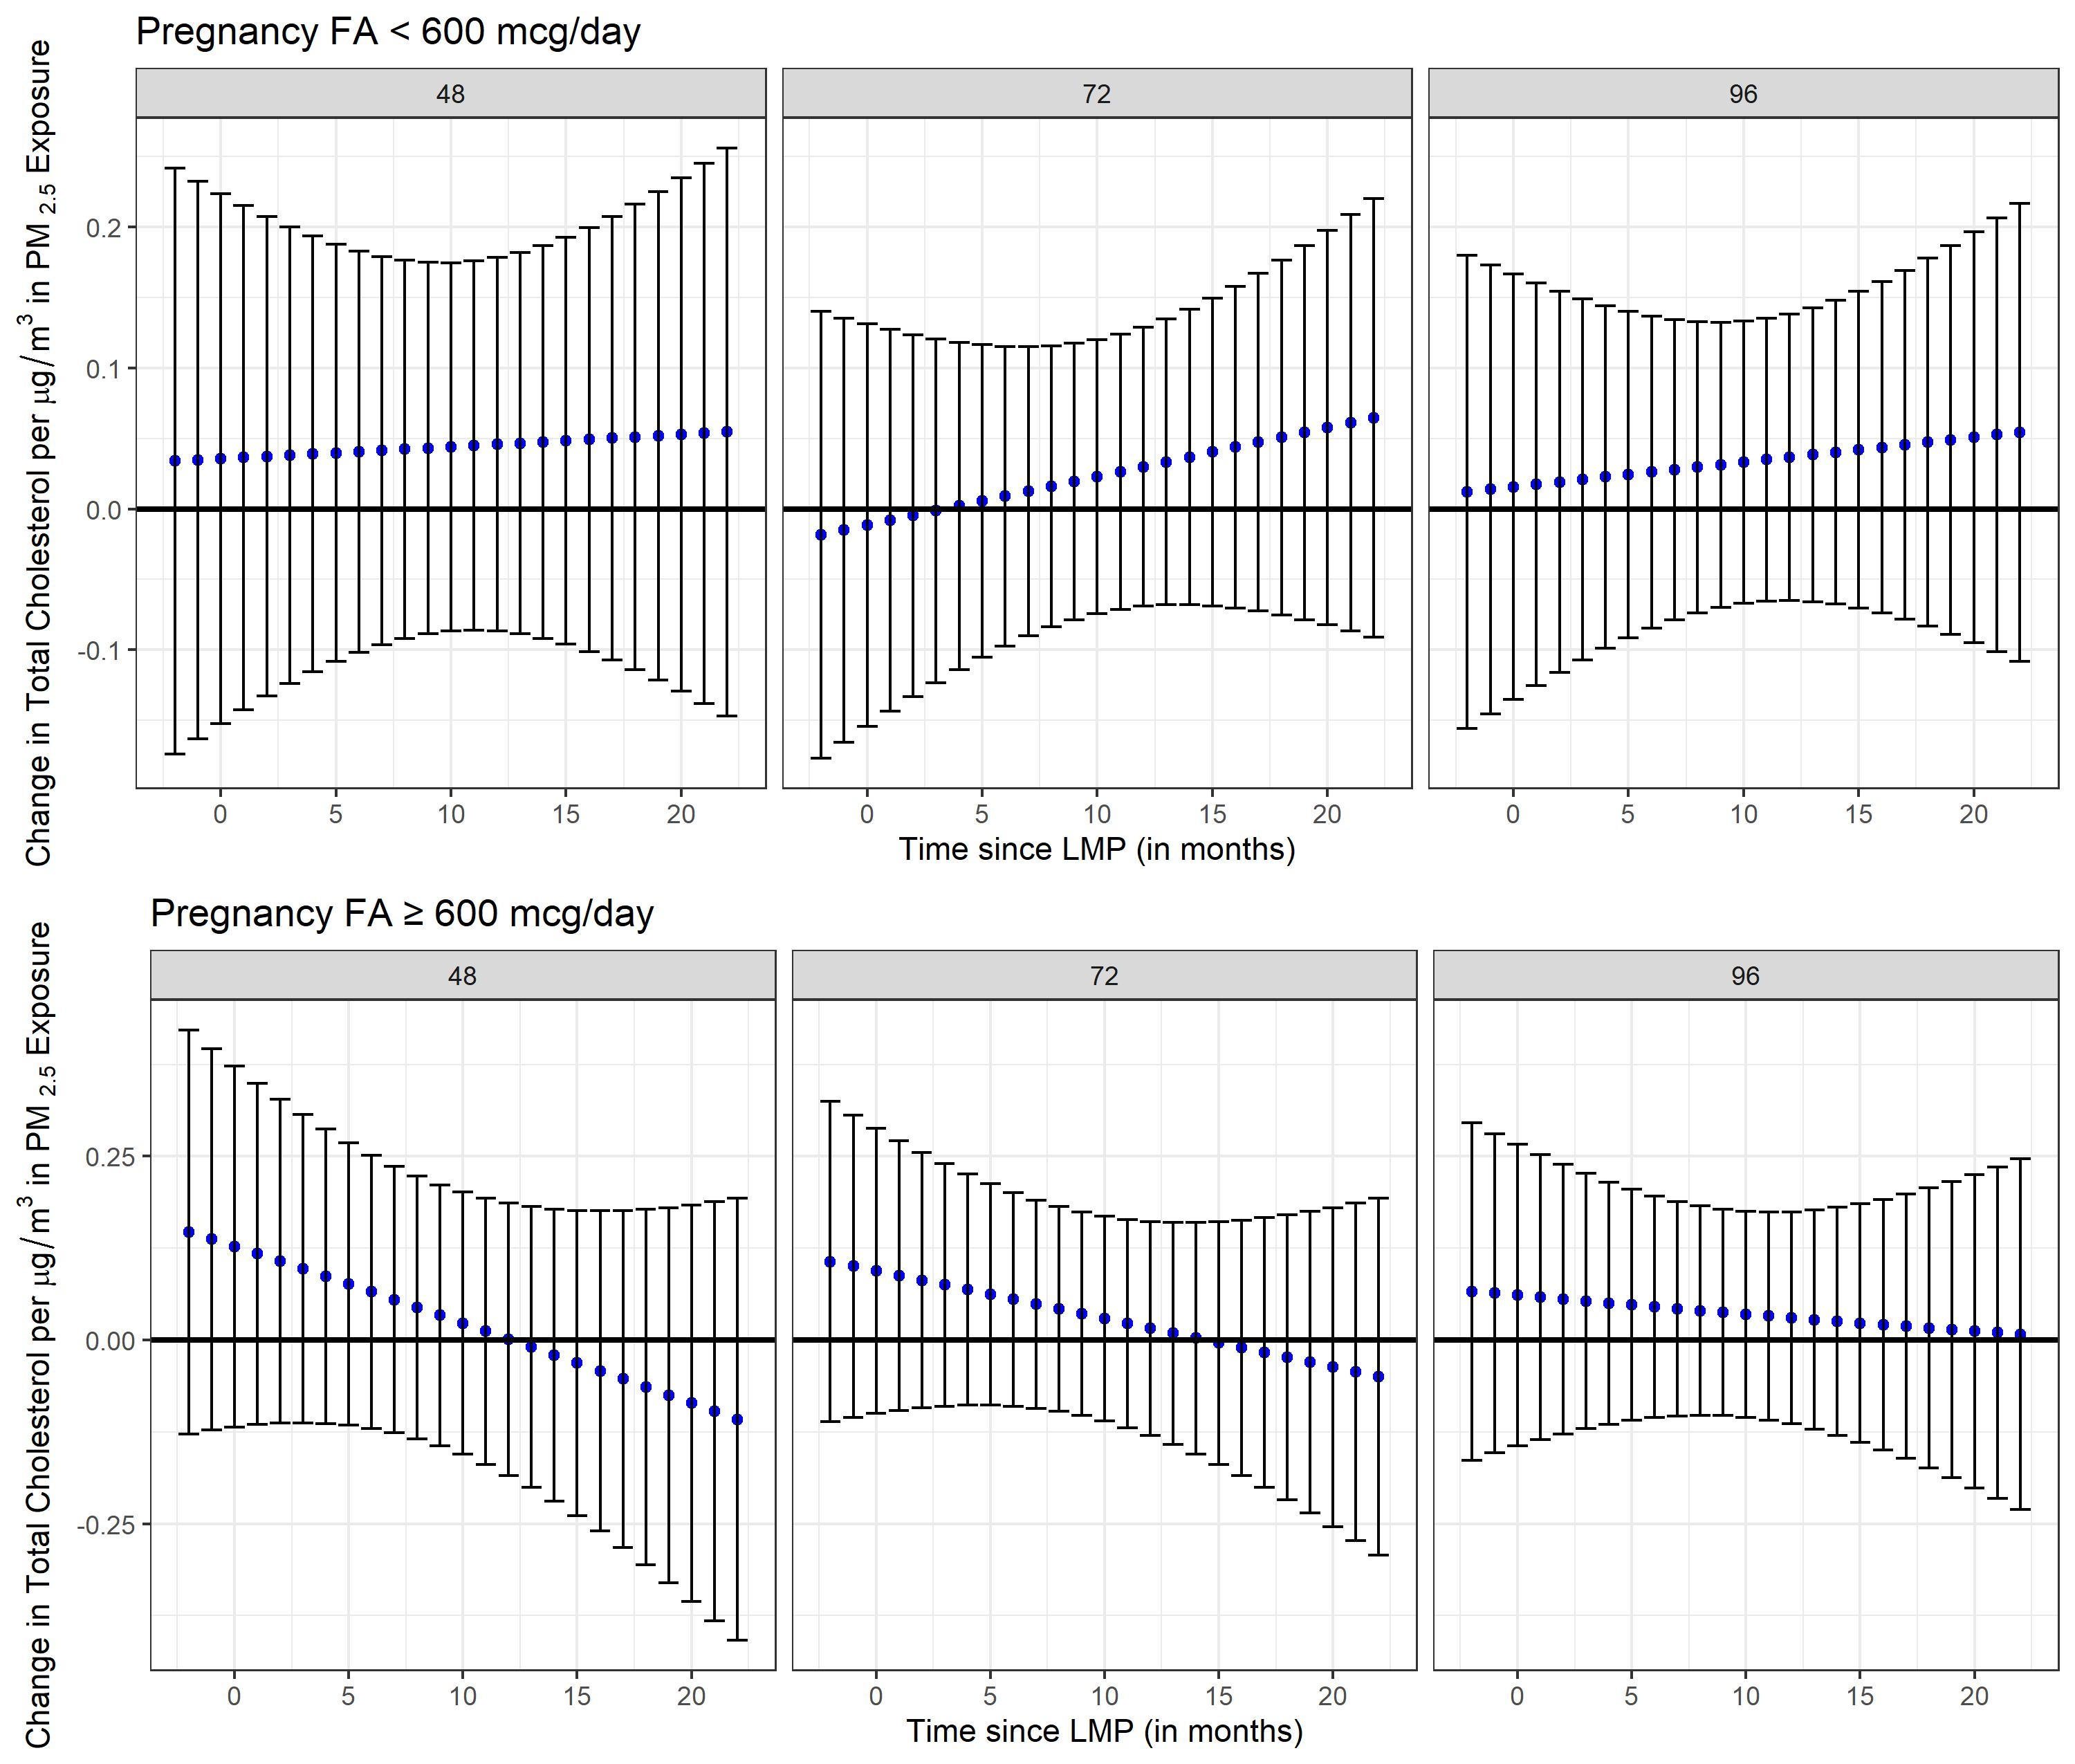 Pregnancy FA < 600 mcg/day
48 72 96
Change in Total Cholesterol per µg/m³ in PM 2.5 Exposure
0.2
0.1
0.0
-0.1
0 5 10 15 20 0 5 10 15 20 0 5 10 15 20
Time since LMP (in months)
Pregnancy FA ≥ 600 mcg/day
48 72 96
Change in Total Cholesterol per µg/m³ in PM 2.5 Exposure
0.25
0.00
-0.25
0 5 10 15 20 0 5 10 15 20 0 5 10 15 20
Time since LMP (in months)